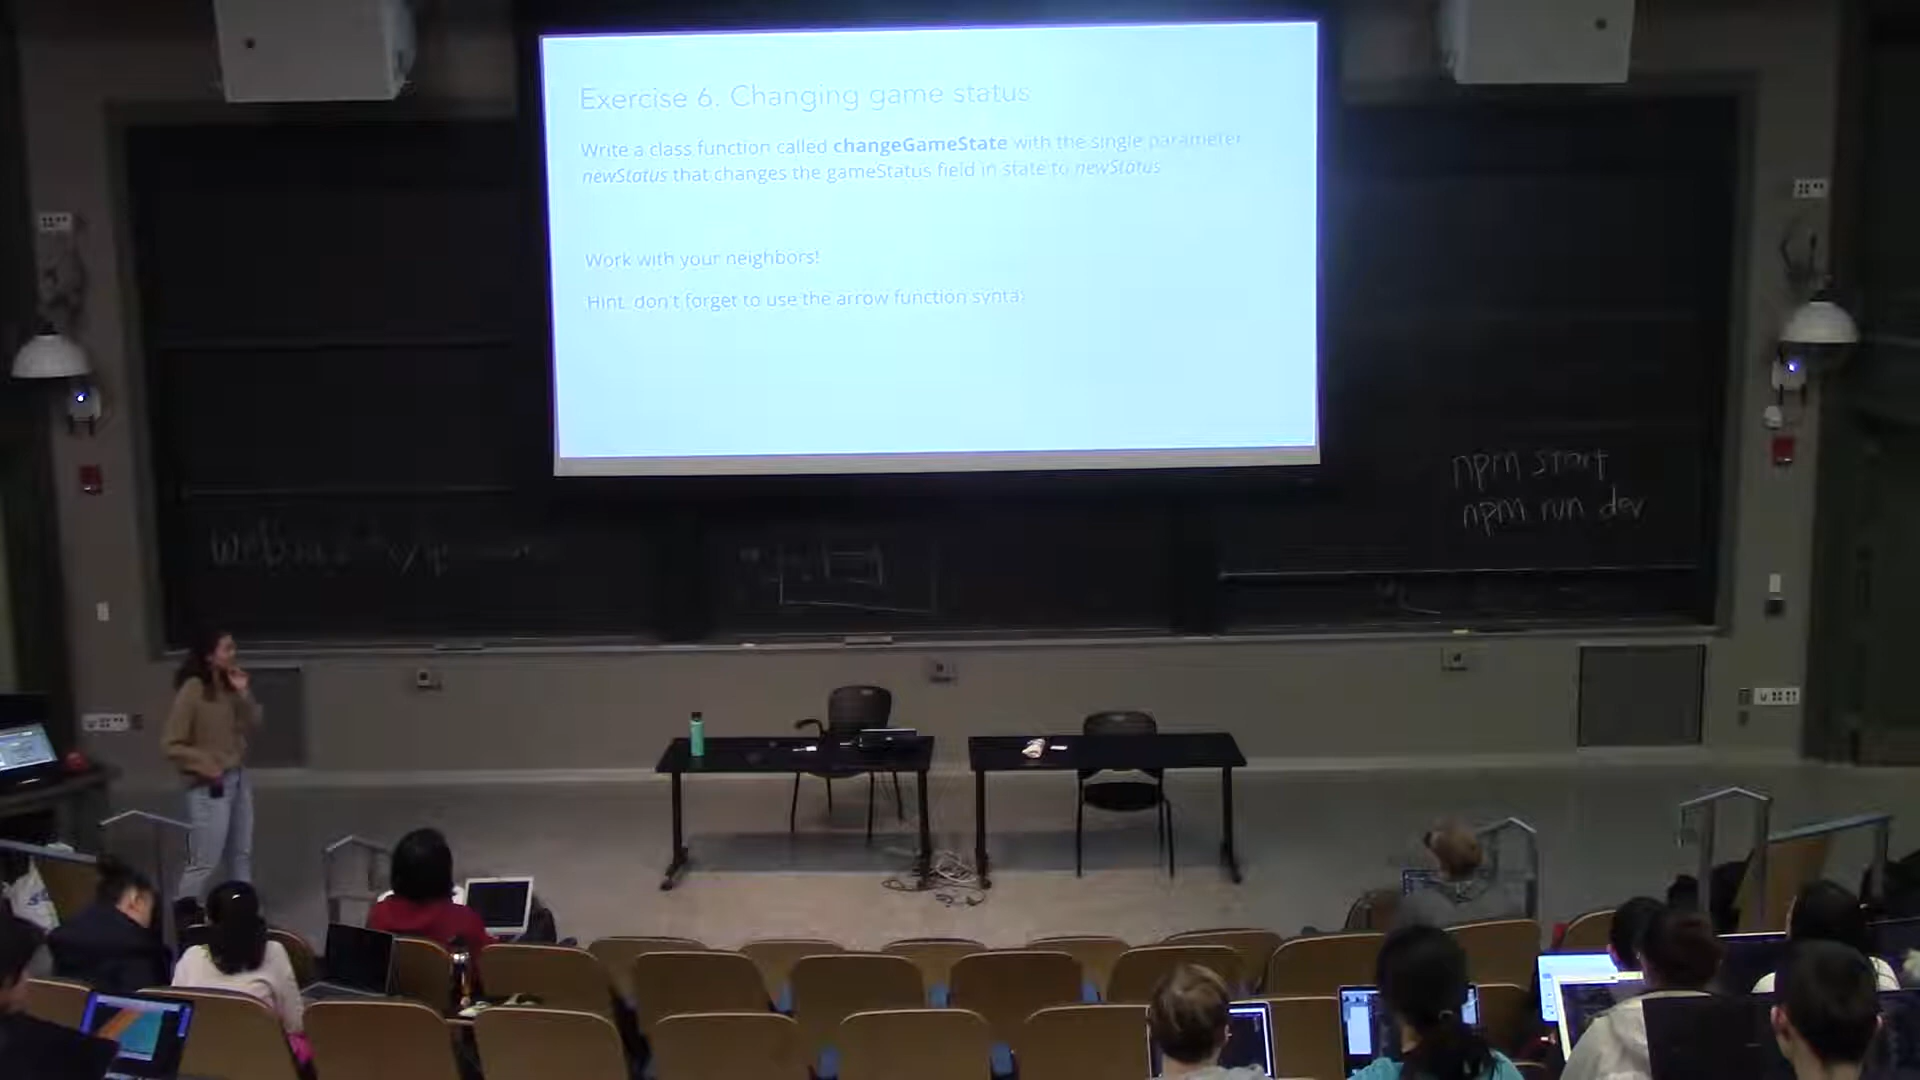 Exercise 6. Changing game status
Write a class function called changeGameState with the single parameter
newStatus that changes the gameStatus field in state to newStatus
Work with your neighbors!
Hint: don't forget to use the arrow function syntax
npm start
npm run dev